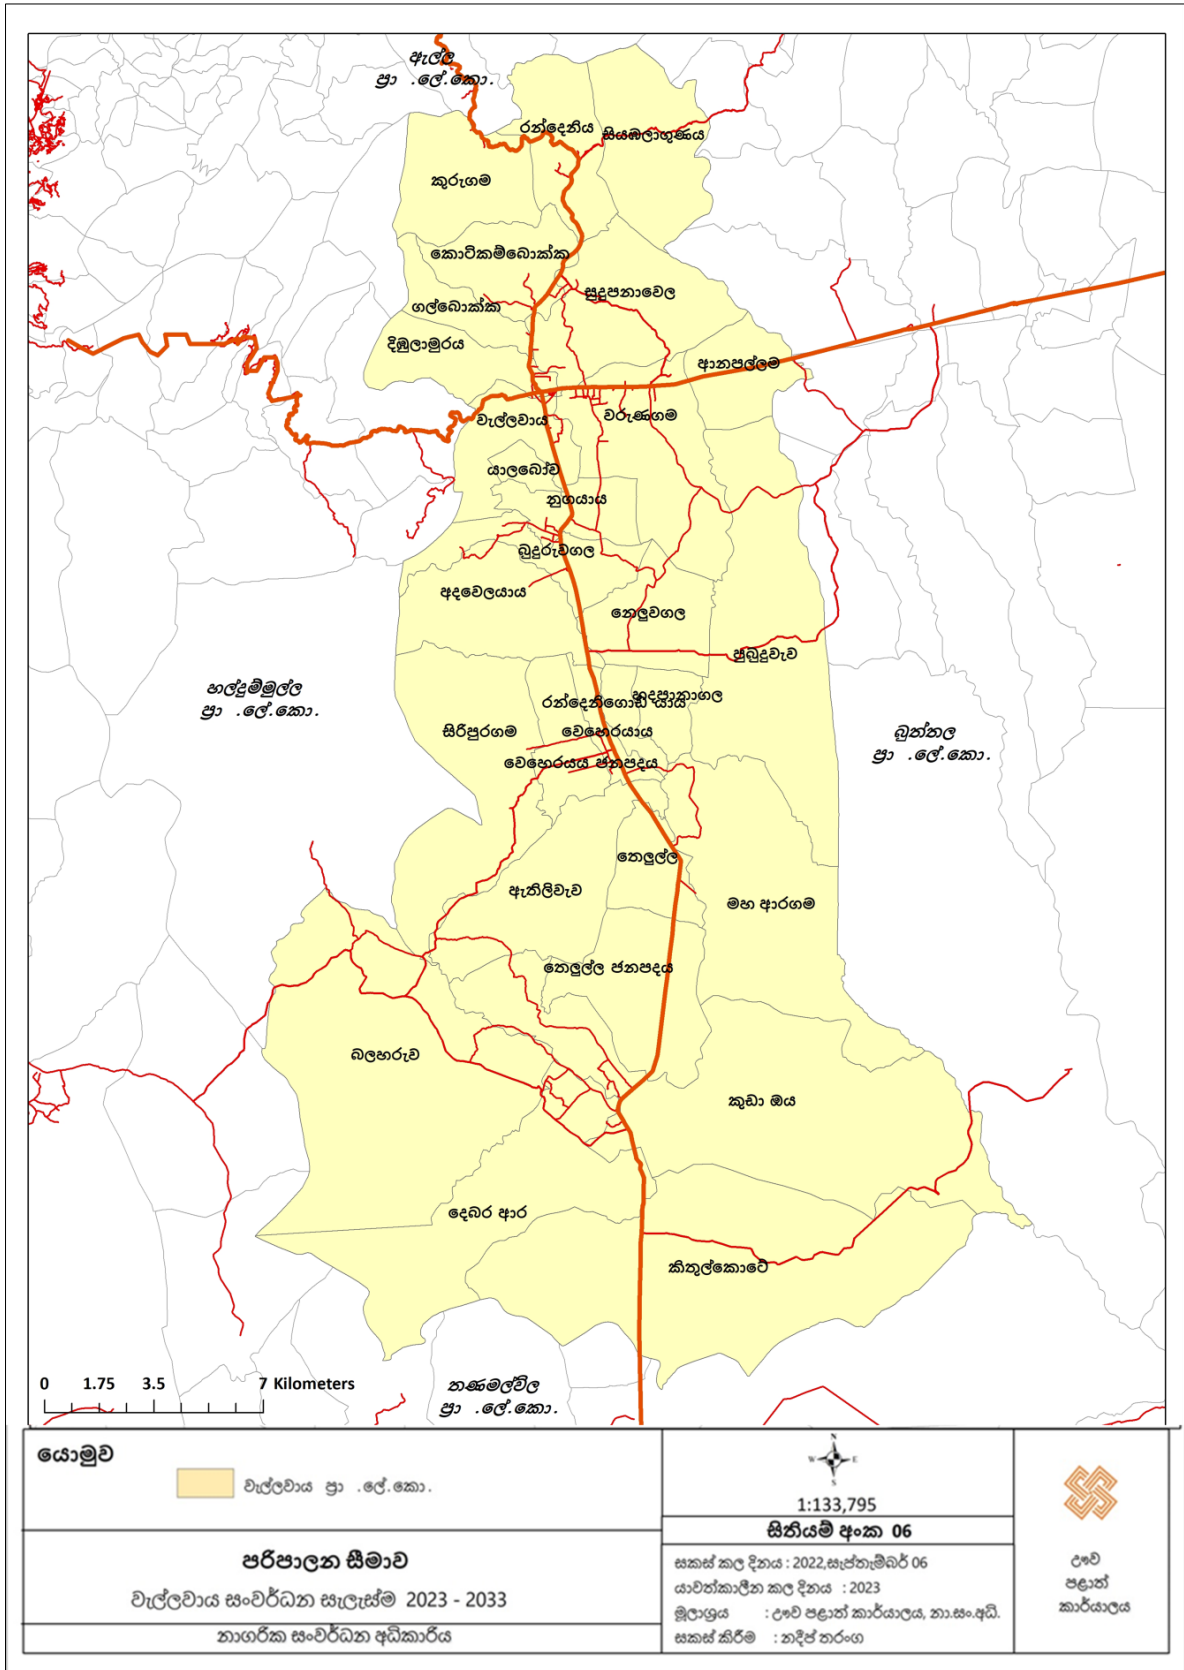 ඇල්ල
ප්‍රා .ලේ.කො.
රන්දෙනිය
සියඹලාගුණය
කුරුගම
කොටිකම්බොක්ක
සුදුපනාවෙල
ගල්බොක්ක
දිඹුලාමුරය
ආනපල්ලම
වැල්ලවාය
වරුණගම
යාලබෝව
නුගයාය
බුදුරුවගල
අදවෙලයාය
නෙලුවගල
පුබුදුවැව
හල්දුම්මුල්ල
ප්‍රා .ලේ.කො.
හඳපානාගල
රන්දෙනිගොඩ යාය
සිරිපුරගම
වෙහෙරයාය
බුත්තල
ප්‍රා .ලේ.කො.
වෙහෙරයය ජනපදය
තෙලුල්ල
ඇතිලිවැව
මහ ආරගම
තෙලුල්ල ජනපදය
බලහරුව
කුඩා ඔය
දෙබර ආර
කිතුල්කොටේ
0 1.75 3.5 7 Kilometers
තණමල්විල
ප්‍රා .ලේ.කො.
යොමුව
වැල්ලවාය ප්‍රා .ලේ.කො.
N
W E
S
1:133,795
සිතියම් අංක 06
පරිපාලන සීමාව
වැල්ලවාය සංවර්ධන සැලැස්ම 2023 - 2033
නාගරික සංවර්ධන අධිකාරිය
සකස් කල දිනය : 2022,සැප්තැම්බර් 06
යාවත්කාලීන කල දිනය : 2023
මූලාශ්‍රය : ඌව පළාත් කාර්යාලය, නා.සං.අධි.
සකස් කිරීම : නදීප් තරංග
ඌව
පළාත්
කාර්යාලය